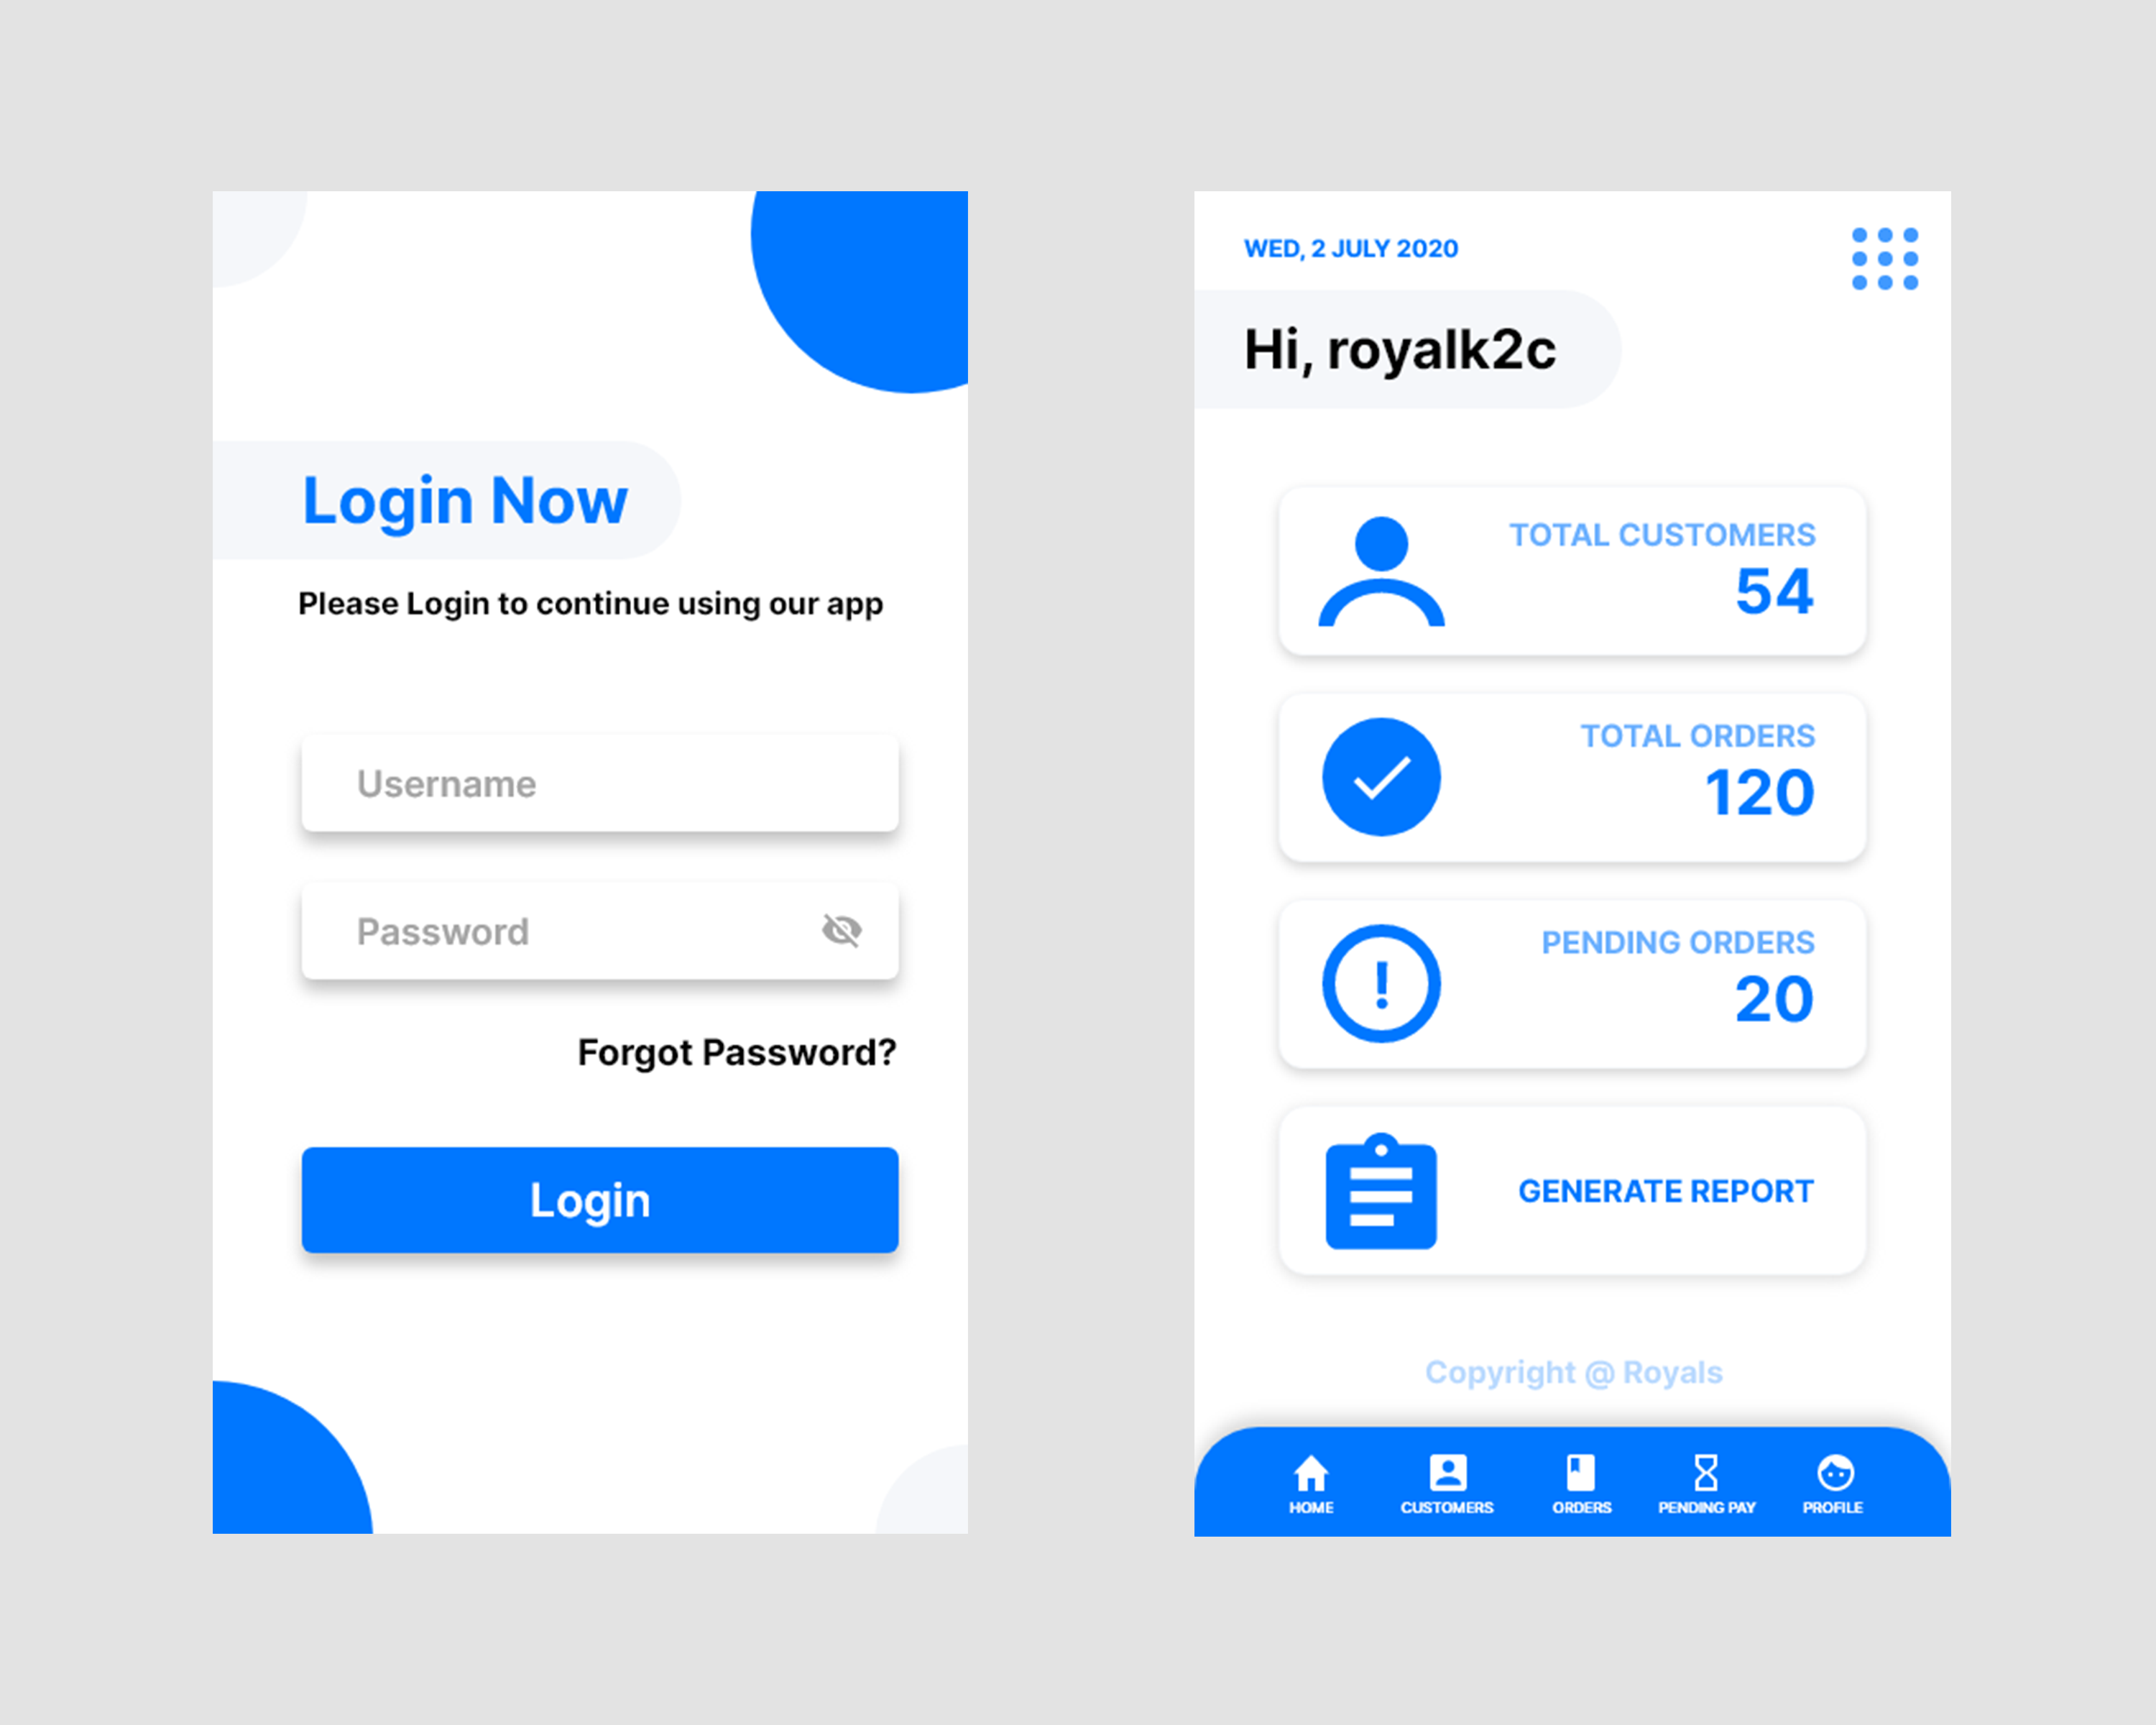 Login Now
Please Login to continue using our app
Username
Password
Forgot Password?
Login
WED, 2 JULY 2020
Hi, royalk2c
TOTAL CUSTOMERS
54
TOTAL ORDERS
120
!
PENDING ORDERS
20
GENERATE REPORT
Copyright @ Royals
HOME CUSTOMERS ORDERS PENDING PAY PROFILE